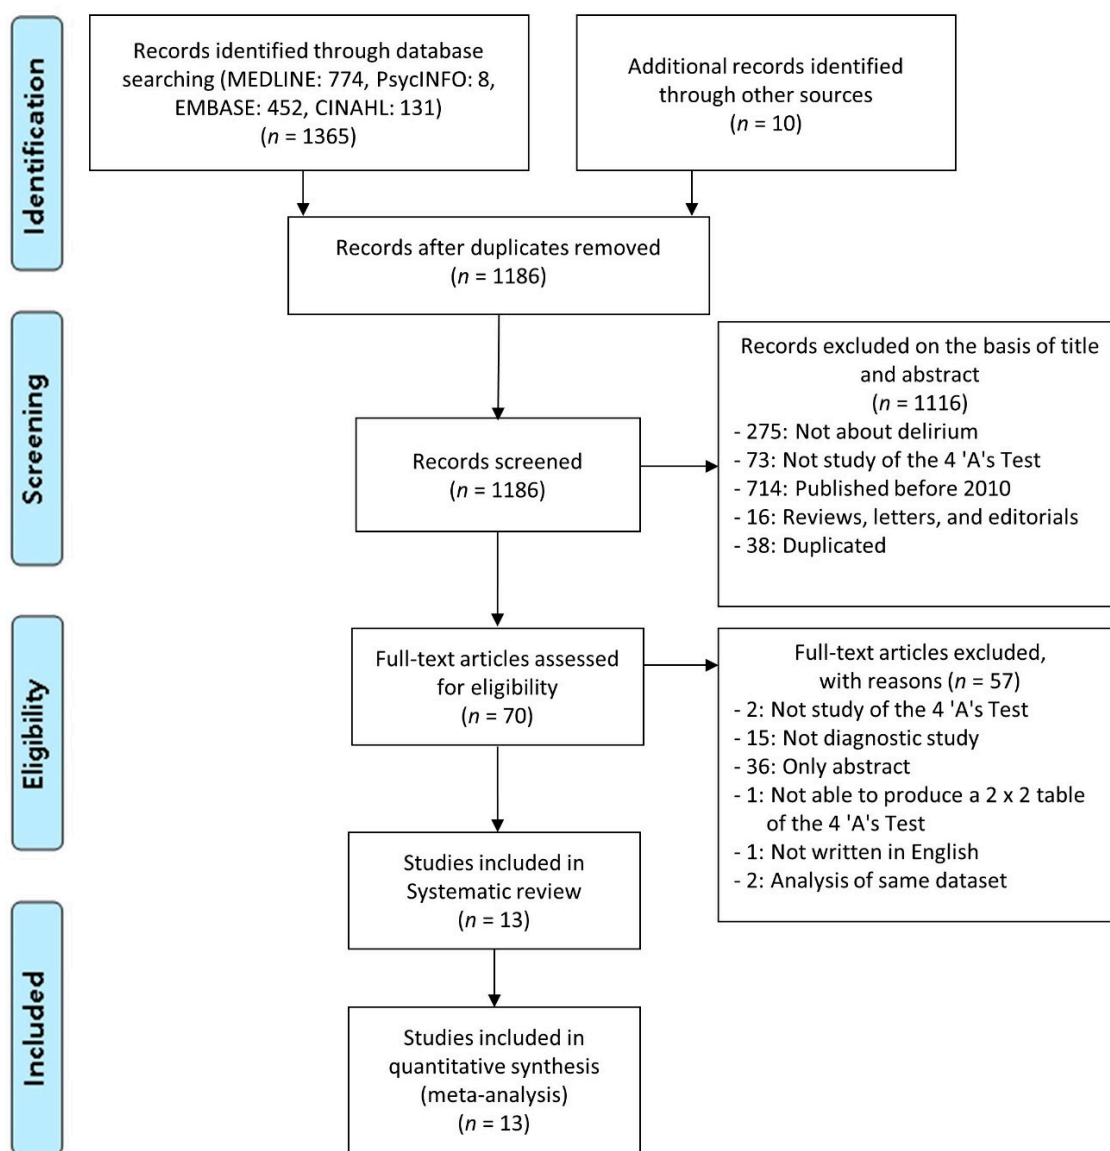 Identification
Records identified through database
searching (MEDLINE: 774, PsycINFO: 8,
EMBASE: 452, CINAHL: 131)
(n = 1365)
Additional records identified
through other sources
(n = 10)
Records after duplicates removed
(n = 1186)
Screening
Records screened
(n = 1186)
Records excluded on the basis of title
and abstract
(n = 1116)
- 275: Not about delirium
- 73: Not study of the 4 'A's Test
- 714: Published before 2010
- 16: Reviews, letters, and editorials
- 38: Duplicated
Eligibility
Full-text articles assessed
for eligibility
(n = 70)
Full-text articles excluded,
with reasons (n = 57)
- 2: Not study of the 4 'A's Test
- 15: Not diagnostic study
- 36: Only abstract
- 1: Not able to produce a 2 x 2 table
of the 4 'A's Test
- 1: Not written in English
- 2: Analysis of same dataset
Studies included in
Systematic review
(n = 13)
Included
Studies included in
quantitative synthesis
(meta-analysis)
(n = 13)